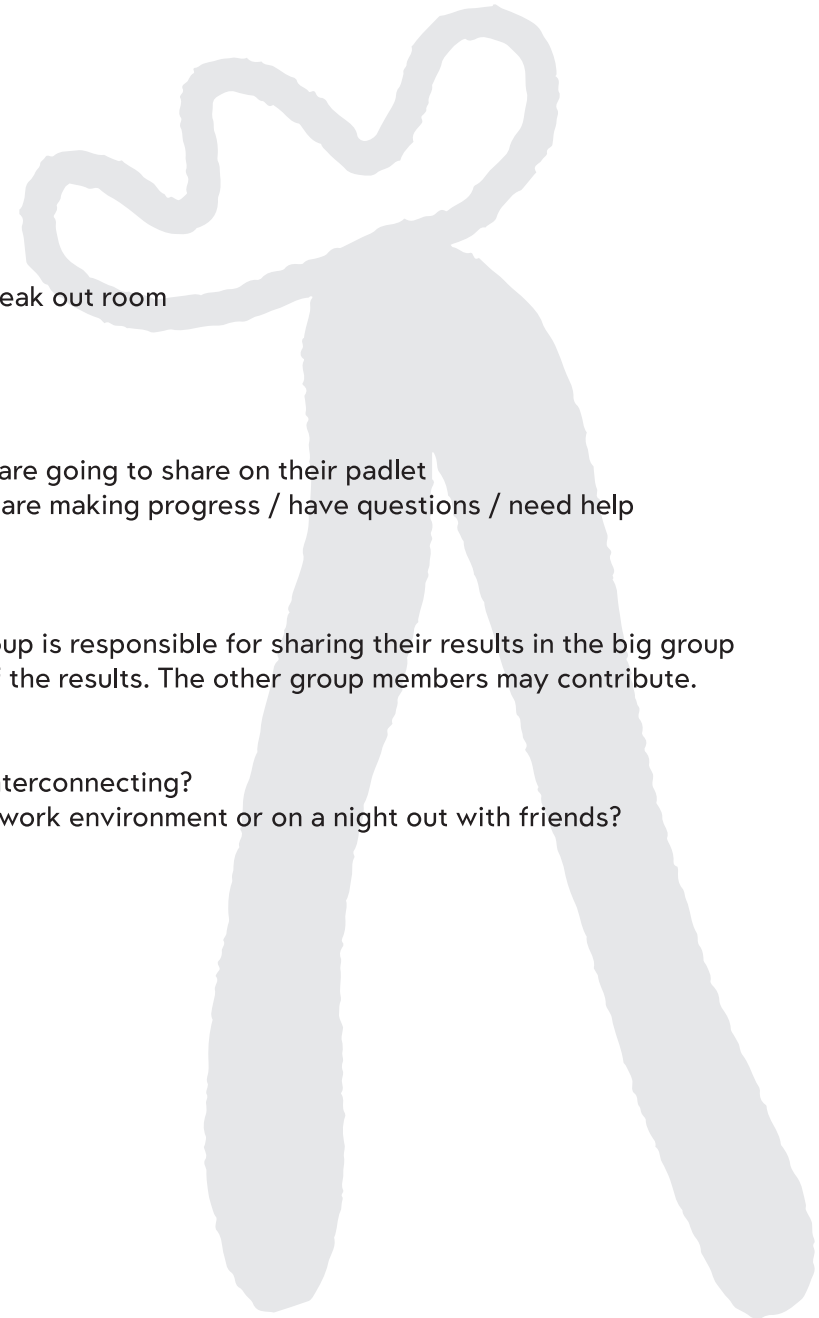 eak out room
are going to share on their padlet
are making progress / have questions / need help
up is responsible for sharing their results in the big group
the results. The other group members may contribute.
terconnecting?
work environment or on a night out with friends?